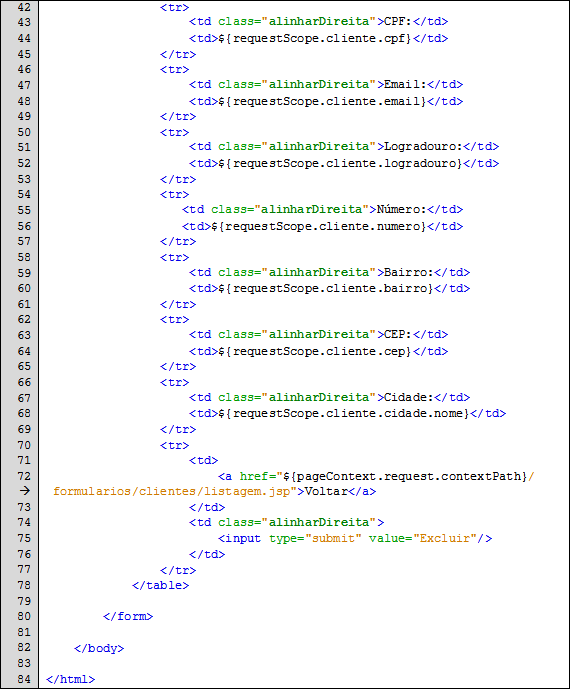 42 <tr>
43 <td class="alinharDireita">CPF:</td>
44 <td>${requestScope.cliente.cpf}</td>
45 </tr>
46 <tr>
47 <td class="alinharDireita">Email:</td>
48 <td>${requestScope.cliente.email}</td>
49 </tr>
50 <tr>
51 <td class="alinharDireita">Logradouro:</td>
52 <td>${requestScope.cliente.logradouro}</td>
53 </tr>
54 <tr>
55 <td class="alinharDireita">Número:</td>
56 <td>${requestScope.cliente.numero}</td>
57 </tr>
58 <tr>
59 <td class="alinharDireita">Bairro:</td>
60 <td>${requestScope.cliente.bairro}</td>
61 </tr>
62 <tr>
63 <td class="alinharDireita">CEP:</td>
64 <td>${requestScope.cliente.cep}</td>
65 </tr>
66 <tr>
67 <td class="alinharDireita">Cidade:</td>
68 <td>${requestScope.cliente.cidade.nome}</td>
69 </tr>
70 <tr>
71 <td>
72 <a href="${pageContext.request.contextPath}/
→ formularios/clientes/listagem.jsp">Voltar</a>
73 </td>
74 <td class="alinharDireita">
75 <input type="submit" value="Excluir"/>
76 </td>
77 </tr>
78 </table>
79
80 </form>
81
82 </body>
83
84 </html>